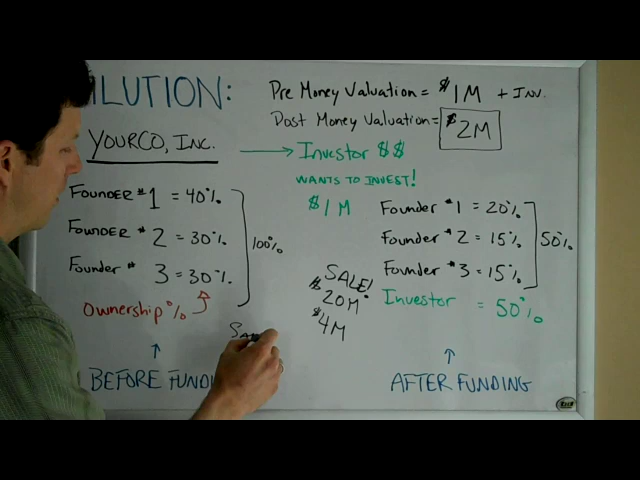 ILUTION:
Pre Money Valuation = $1M + Inv.
Post Money Valuation = $2M
YOURCO, INC.
Investor $$
WANTS TO INVEST!
$1M
FOUNDER #1 = 40%
FOUNDER # 2 = 30%
Founder # 3 = 30%
100%
Ownership %
BEFORE FUNDI
Founder #1 = 20%
Founder # 2 = 15%
Founder # 3 = 15%
50%
Investor = 50%
SALE!
$20M
$4M
AFTER FUNDING